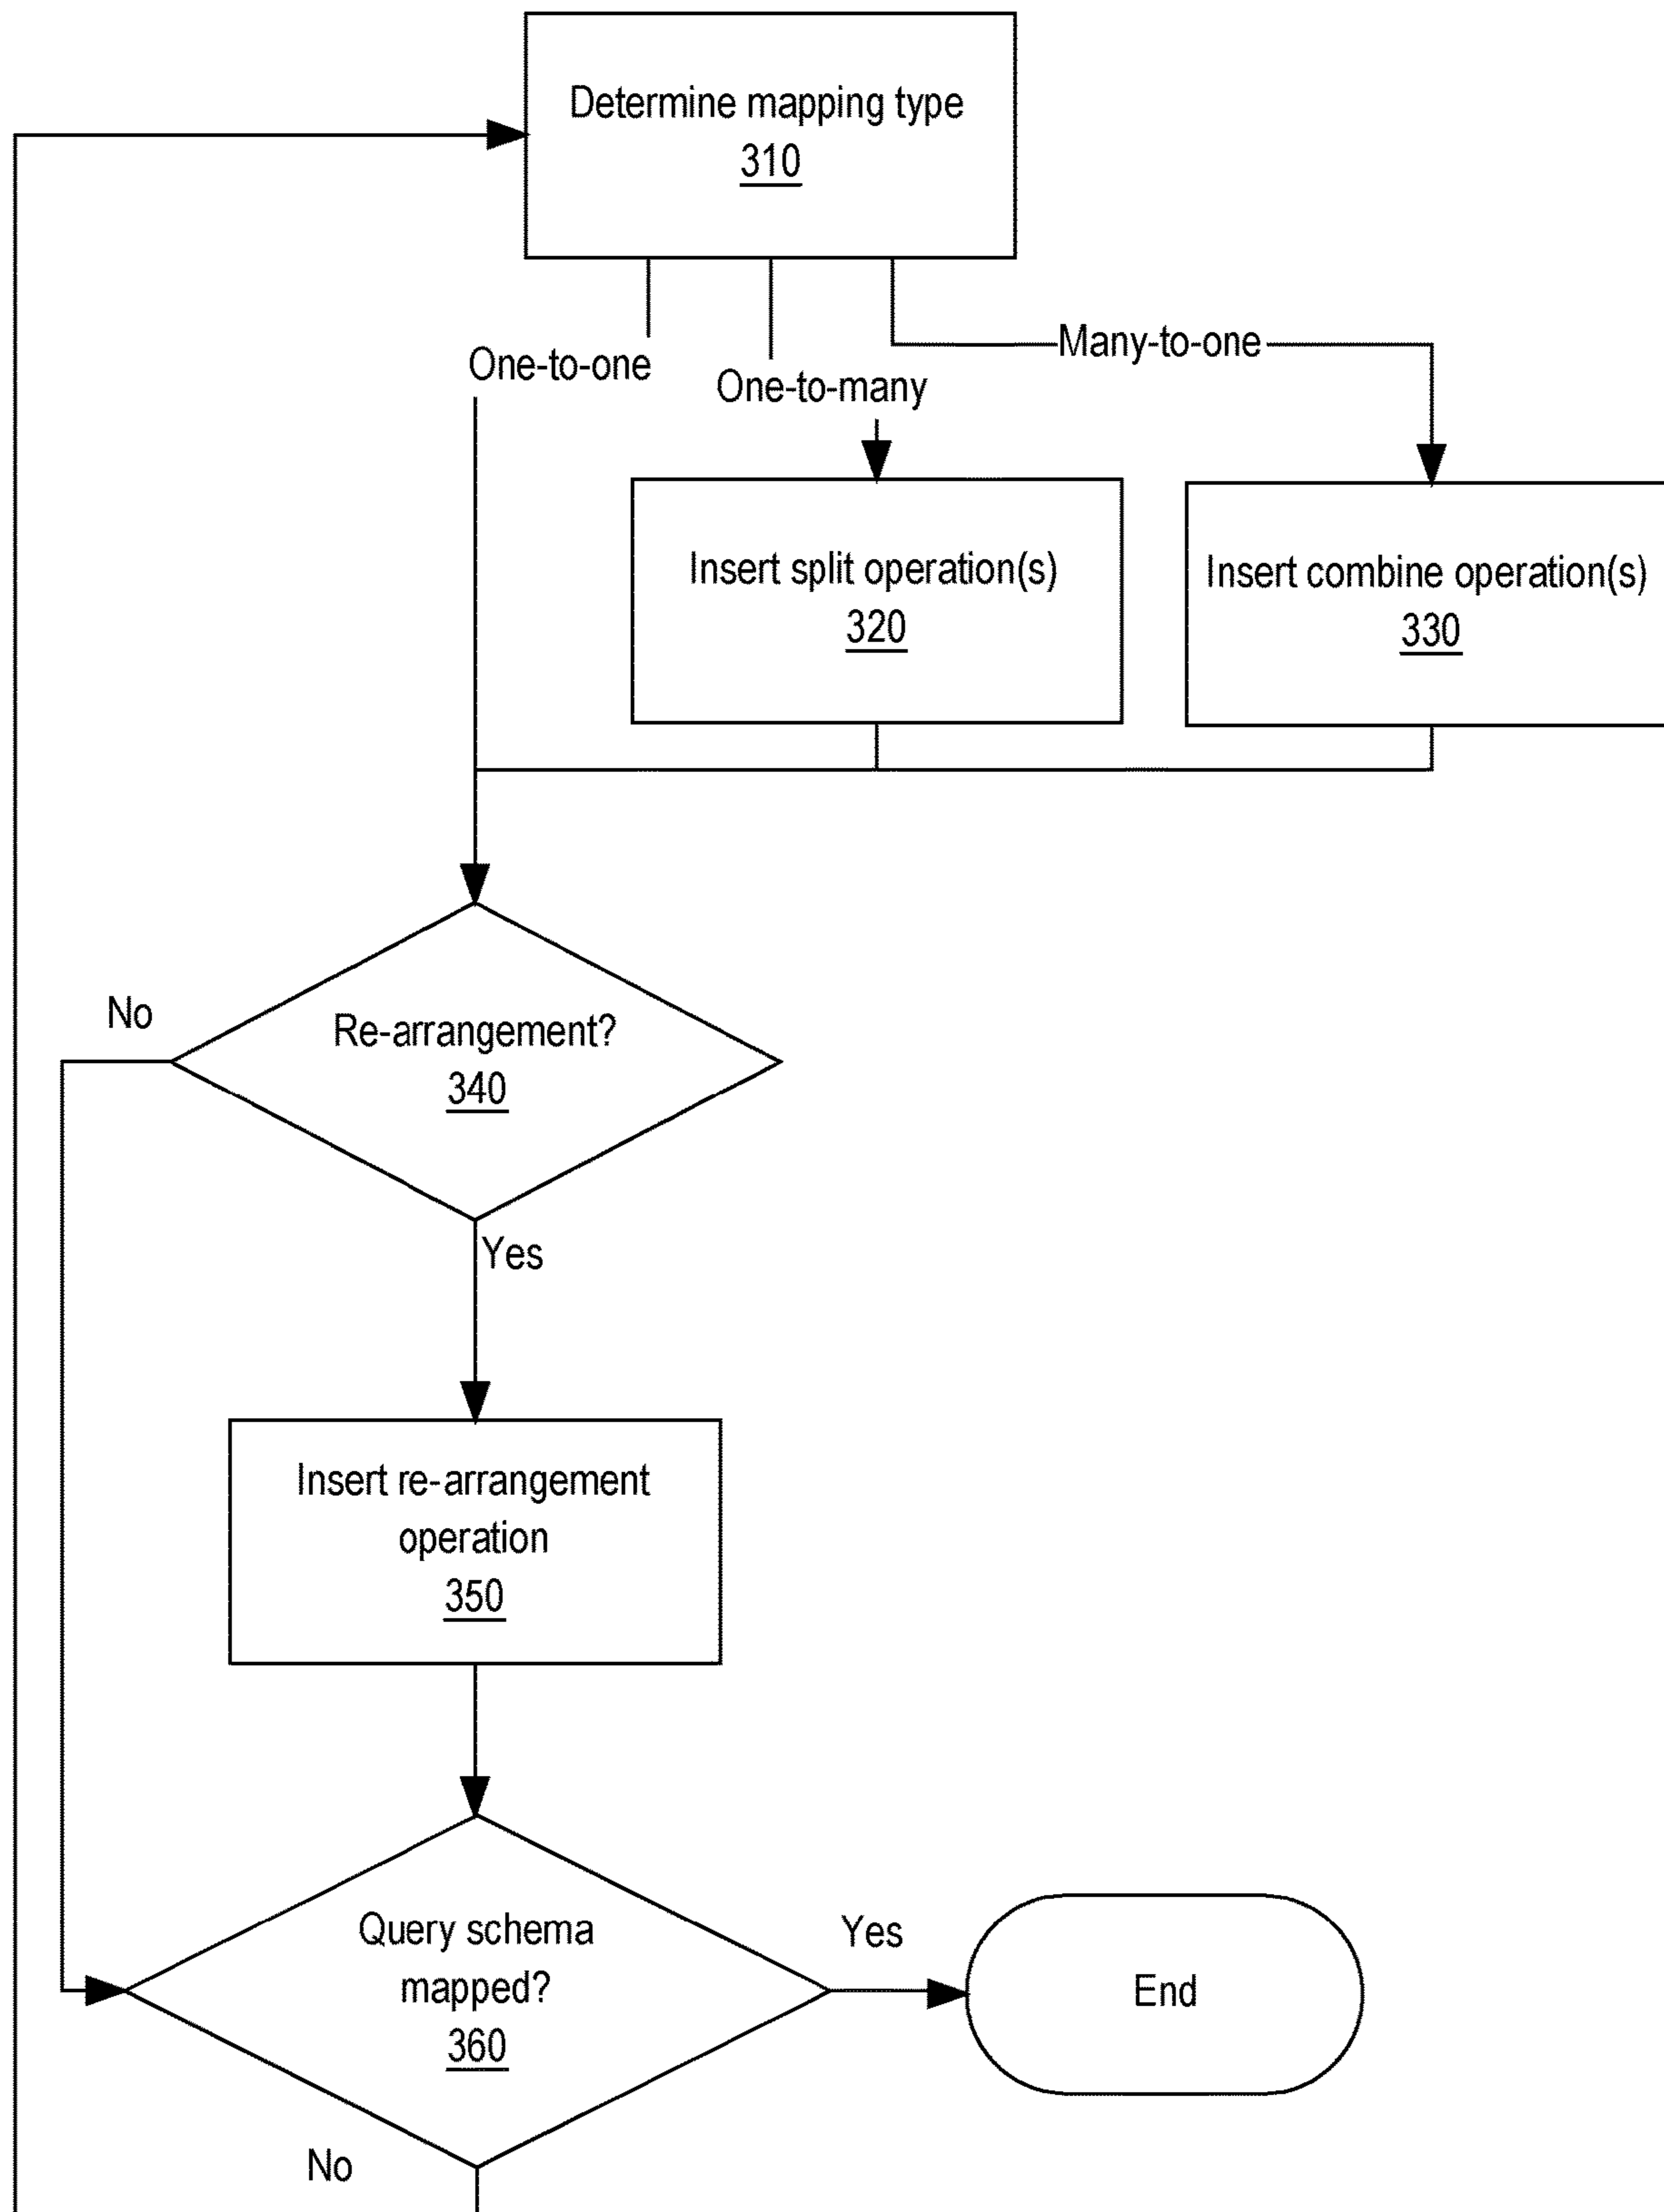 Determine mapping type
310
One-to-one
One-to-many
Many-to-one
Insert split operation(s)
320
Insert combine operation(s)
330
No
Re-arrangement?
340
Yes
Insert re-arrangement
operation
350
Query schema
mapped?
360
Yes
End
No